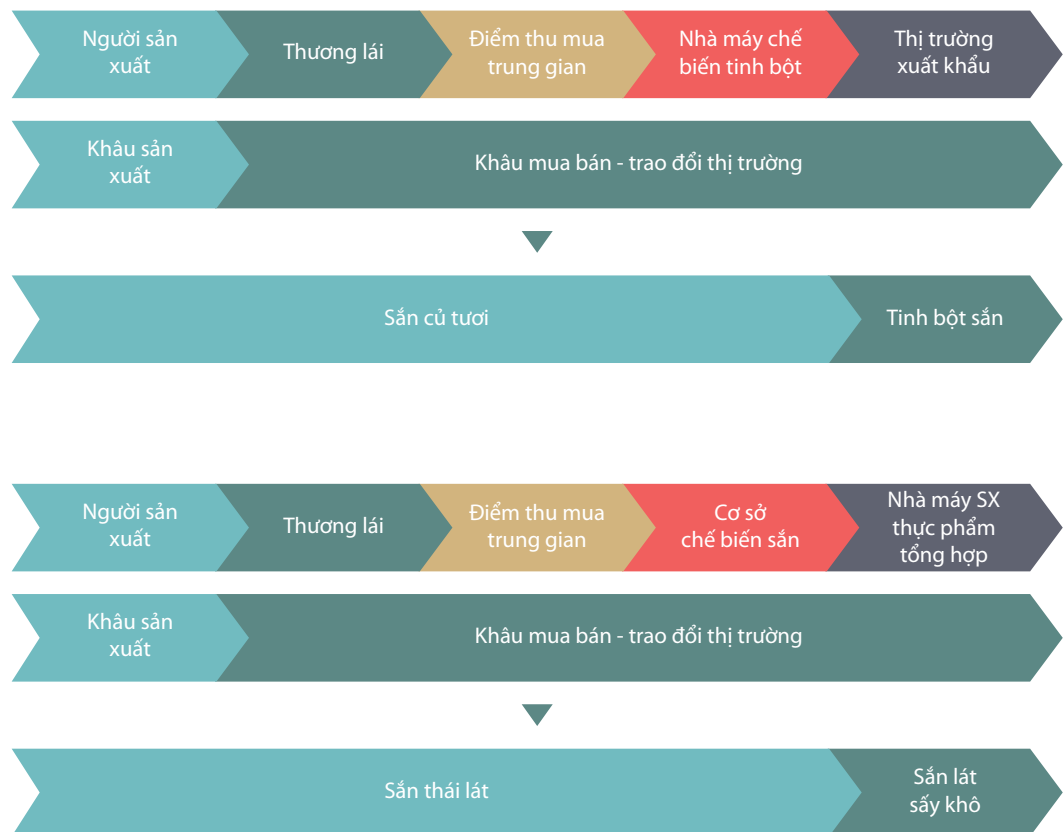 Người sản
xuất
Thương lái
Điểm thu mua
trung gian
Nhà máy chế
biến tinh bột
Thị trường
xuất khẩu
Khâu sản
xuất
Khâu mua bán - trao đổi thị trường
Sắn củ tươi
Tinh bột sắn
Người sản
xuất
Thương lái
Điểm thu mua
trung gian
Cơ sở
chế biến sắn
Nhà máy SX
thực phẩm
tổng hợp
Khâu sản
xuất
Khâu mua bán - trao đổi thị trường
Sắn thái lát
Sắn lát
sấy khô